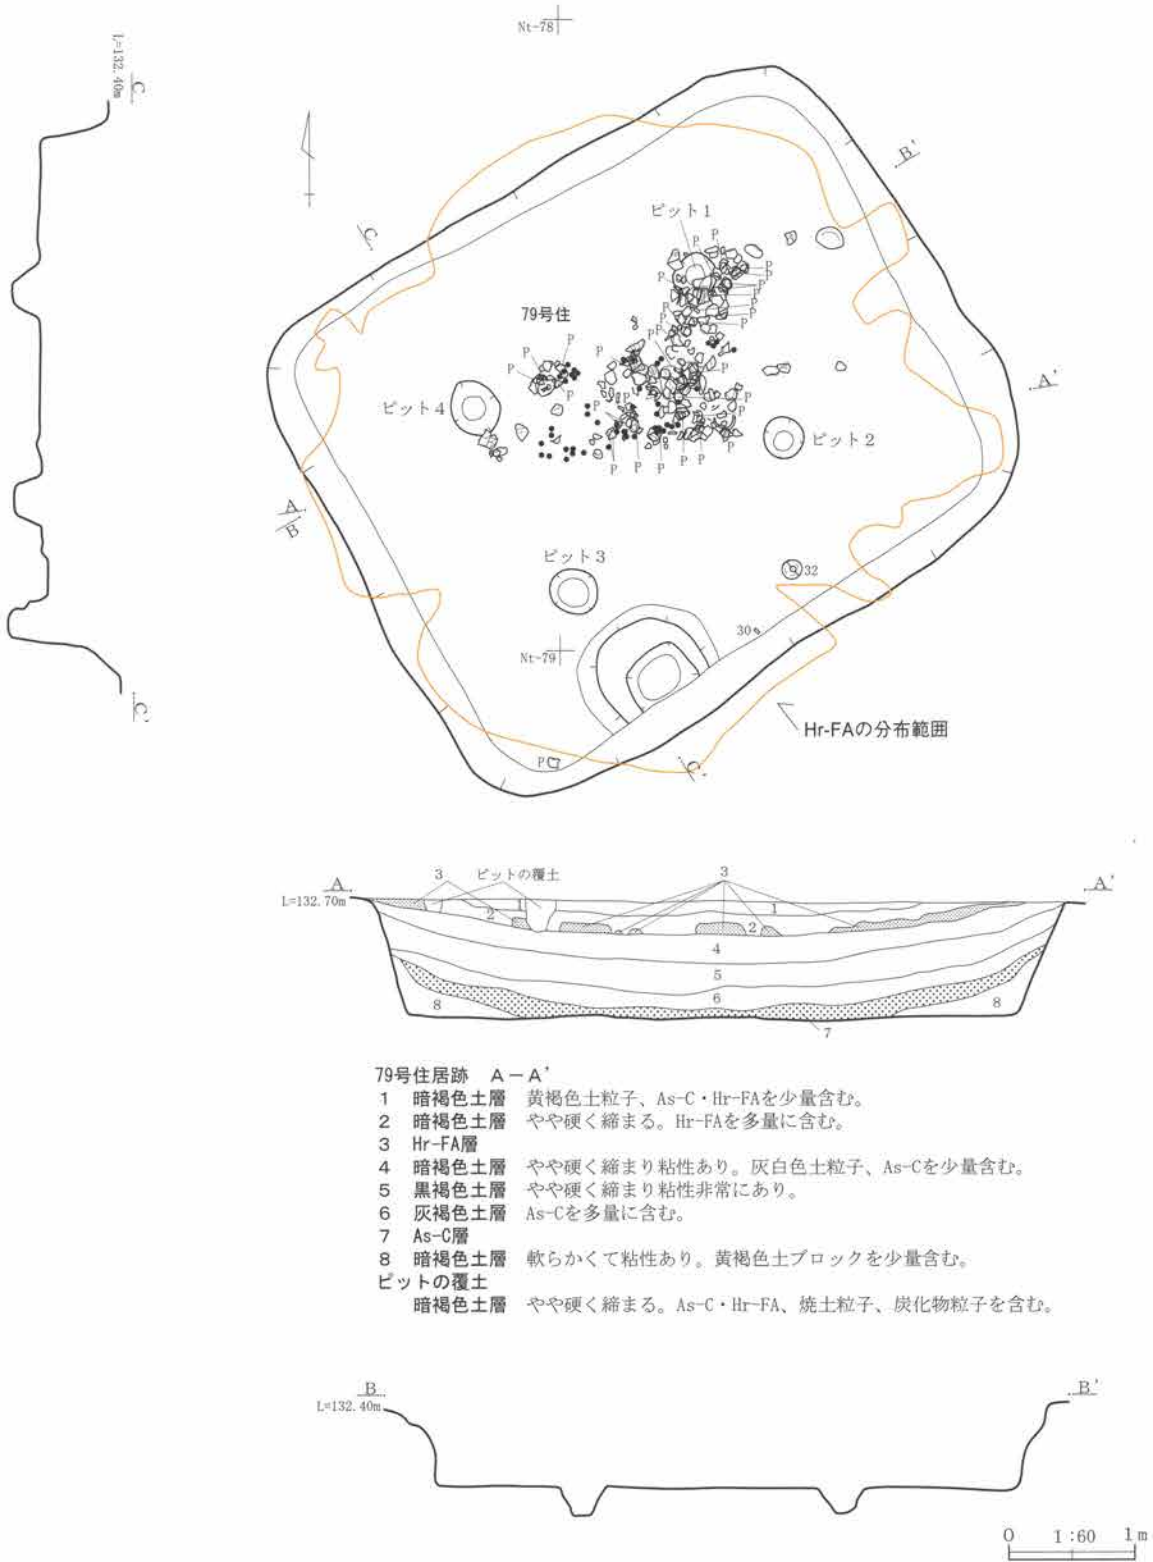 Nt-78
L=132.40m
C
B'
ピット1
P
P
P
P
P
P
P
P
P
P
79号住
P
P
P
P
P
P
P
P
C
ピット4
ピット2
A'
P
P
P
P
P
P
P
P
P
A
B
ピット3
32
30
Nt-79
C'
Hr-FAの分布範囲
P
C'
A
L=132.70m
3
ピットの覆土
3
A'
2
1
1
2
4
5
6
8
8
7
79号住居跡 A－A'
1 暗褐色土層 黄褐色土粒子、As-C・Hr-FAを少量含む。
2 暗褐色土層 やや硬く締まる。Hr-FAを多量に含む。
3 Hr-FA層
4 暗褐色土層 やや硬く締まり粘性あり。灰白色土粒子、As-Cを少量含む。
5 黒褐色土層 やや硬く締まり粘性非常にあり。
6 灰褐色土層 As-Cを多量に含む。
7 As-C層
8 暗褐色土層 軟らかくて粘性あり。黄褐色土ブロックを少量含む。
ピットの覆土
暗褐色土層 やや硬く締まる。As-C・Hr-FA、焼土粒子、炭化物粒子を含む。
B
L=132.40m
B'
0 1:60 1m